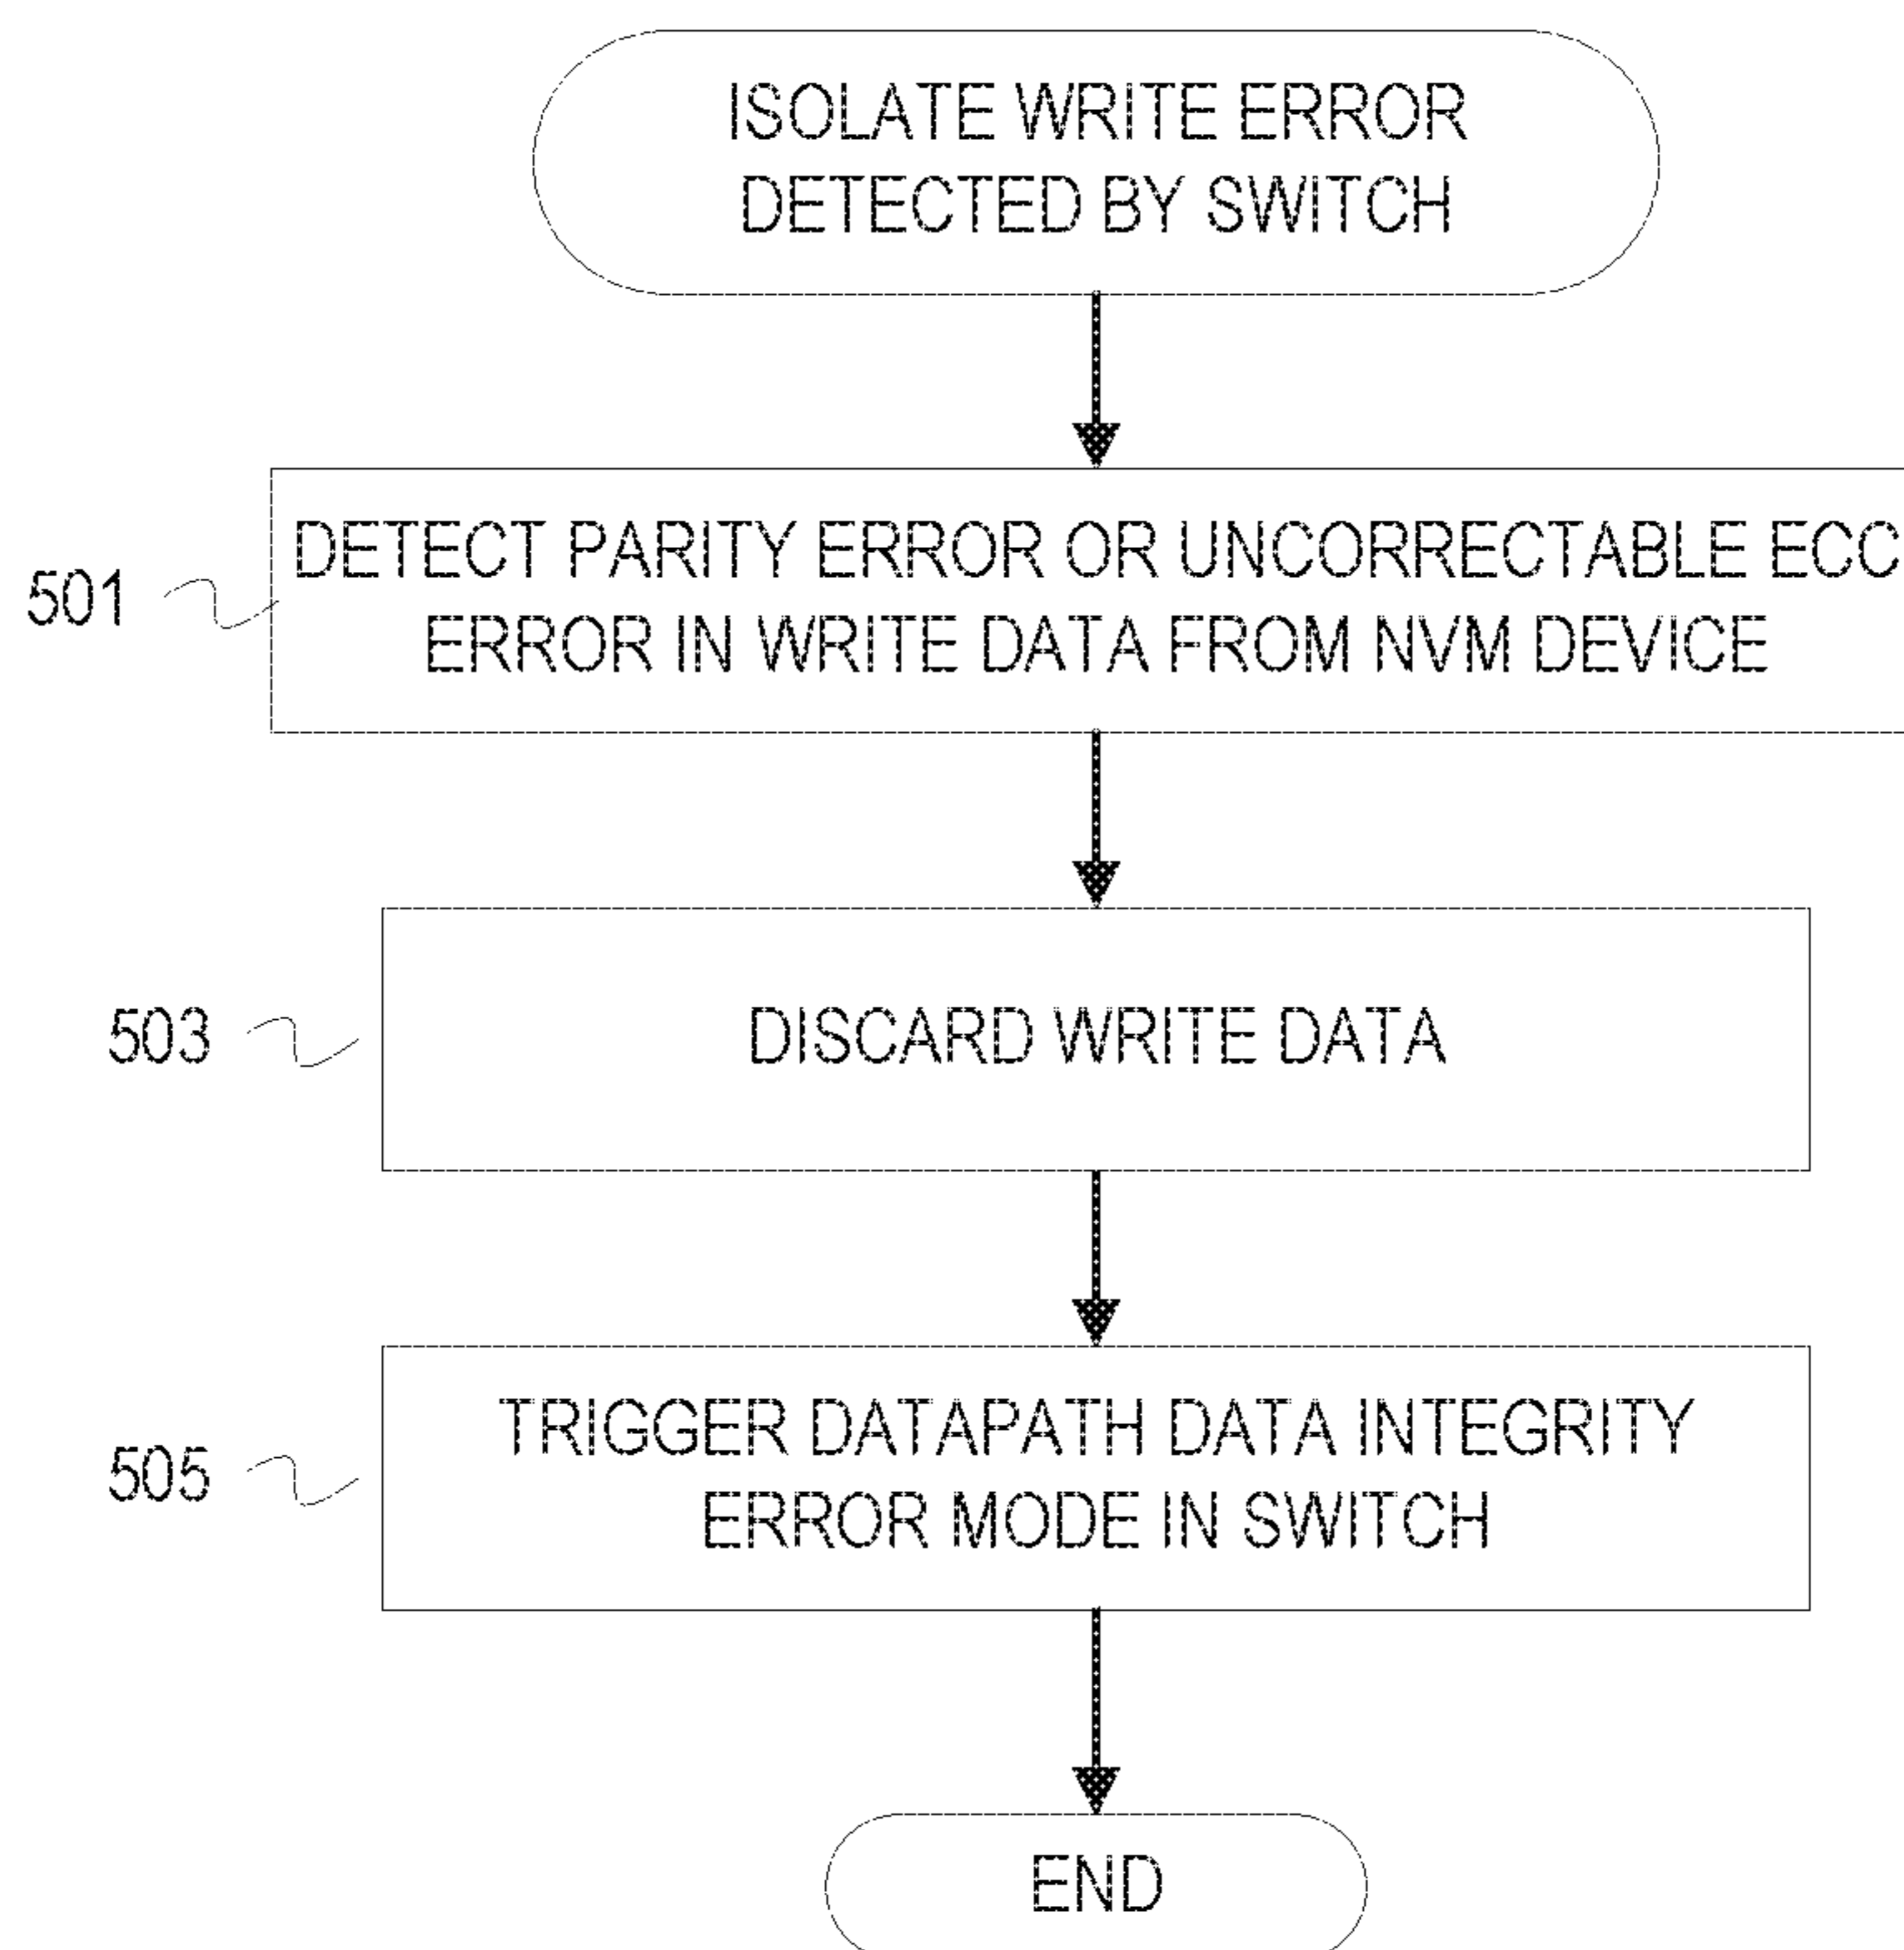 ISOLATE WRITE ERROR
DETECTED BY SWITCH
501
DETECT PARITY ERROR OR UNCORRECTABLE ECC
ERROR IN WRITE DATA FROM NVM DEVICE
503
DISCARD WRITE DATA
505
TRIGGER DATAPATH DATA INTEGRITY
ERROR MODE IN SWITCH
END